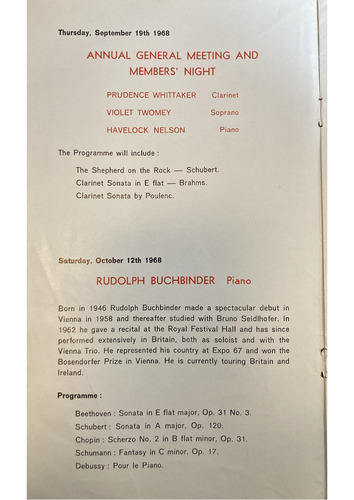 Thursday, September 19th 1968
ANNUAL GENERAL MEETING AND
MEMBERS' NIGHT
PRUDENCE WHITTAKER Clarinet
VIOLET TWOMEY Soprano
HAVELOCK NELSON Piano
The Programme will include :
The Shepherd on the Rock — Schubert.
Clarinet Sonata in E flat — Brahms.
Clarinet Sonata by Poulenc.
Saturday, October 12th 1968
RUDOLPH BUCHBINDER Piano
Born in 1946 Rudolph Buchbinder made a spectacular debut in
Vienna in 1958 and thereafter studied with Bruno Seidlhofer. In
1962 he gave a recital at the Royal Festival Hall and has since
performed extensively in Britain, both as soloist and with the
Vienna Trio. He represented his country at Expo 67 and won the
Bosendorfer Prize in Vienna. He is currently touring Britain and
Ireland.
Programme :
Beethoven : Sonata in E flat major, Op. 31 No. 3.
Schubert : Sonata in A major, Op. 120.
Chopin : Scherzo No. 2 in B flat minor, Op. 31.
Schumann : Fantasy in C minor, Op. 17.
Debussy : Pour le Piano.